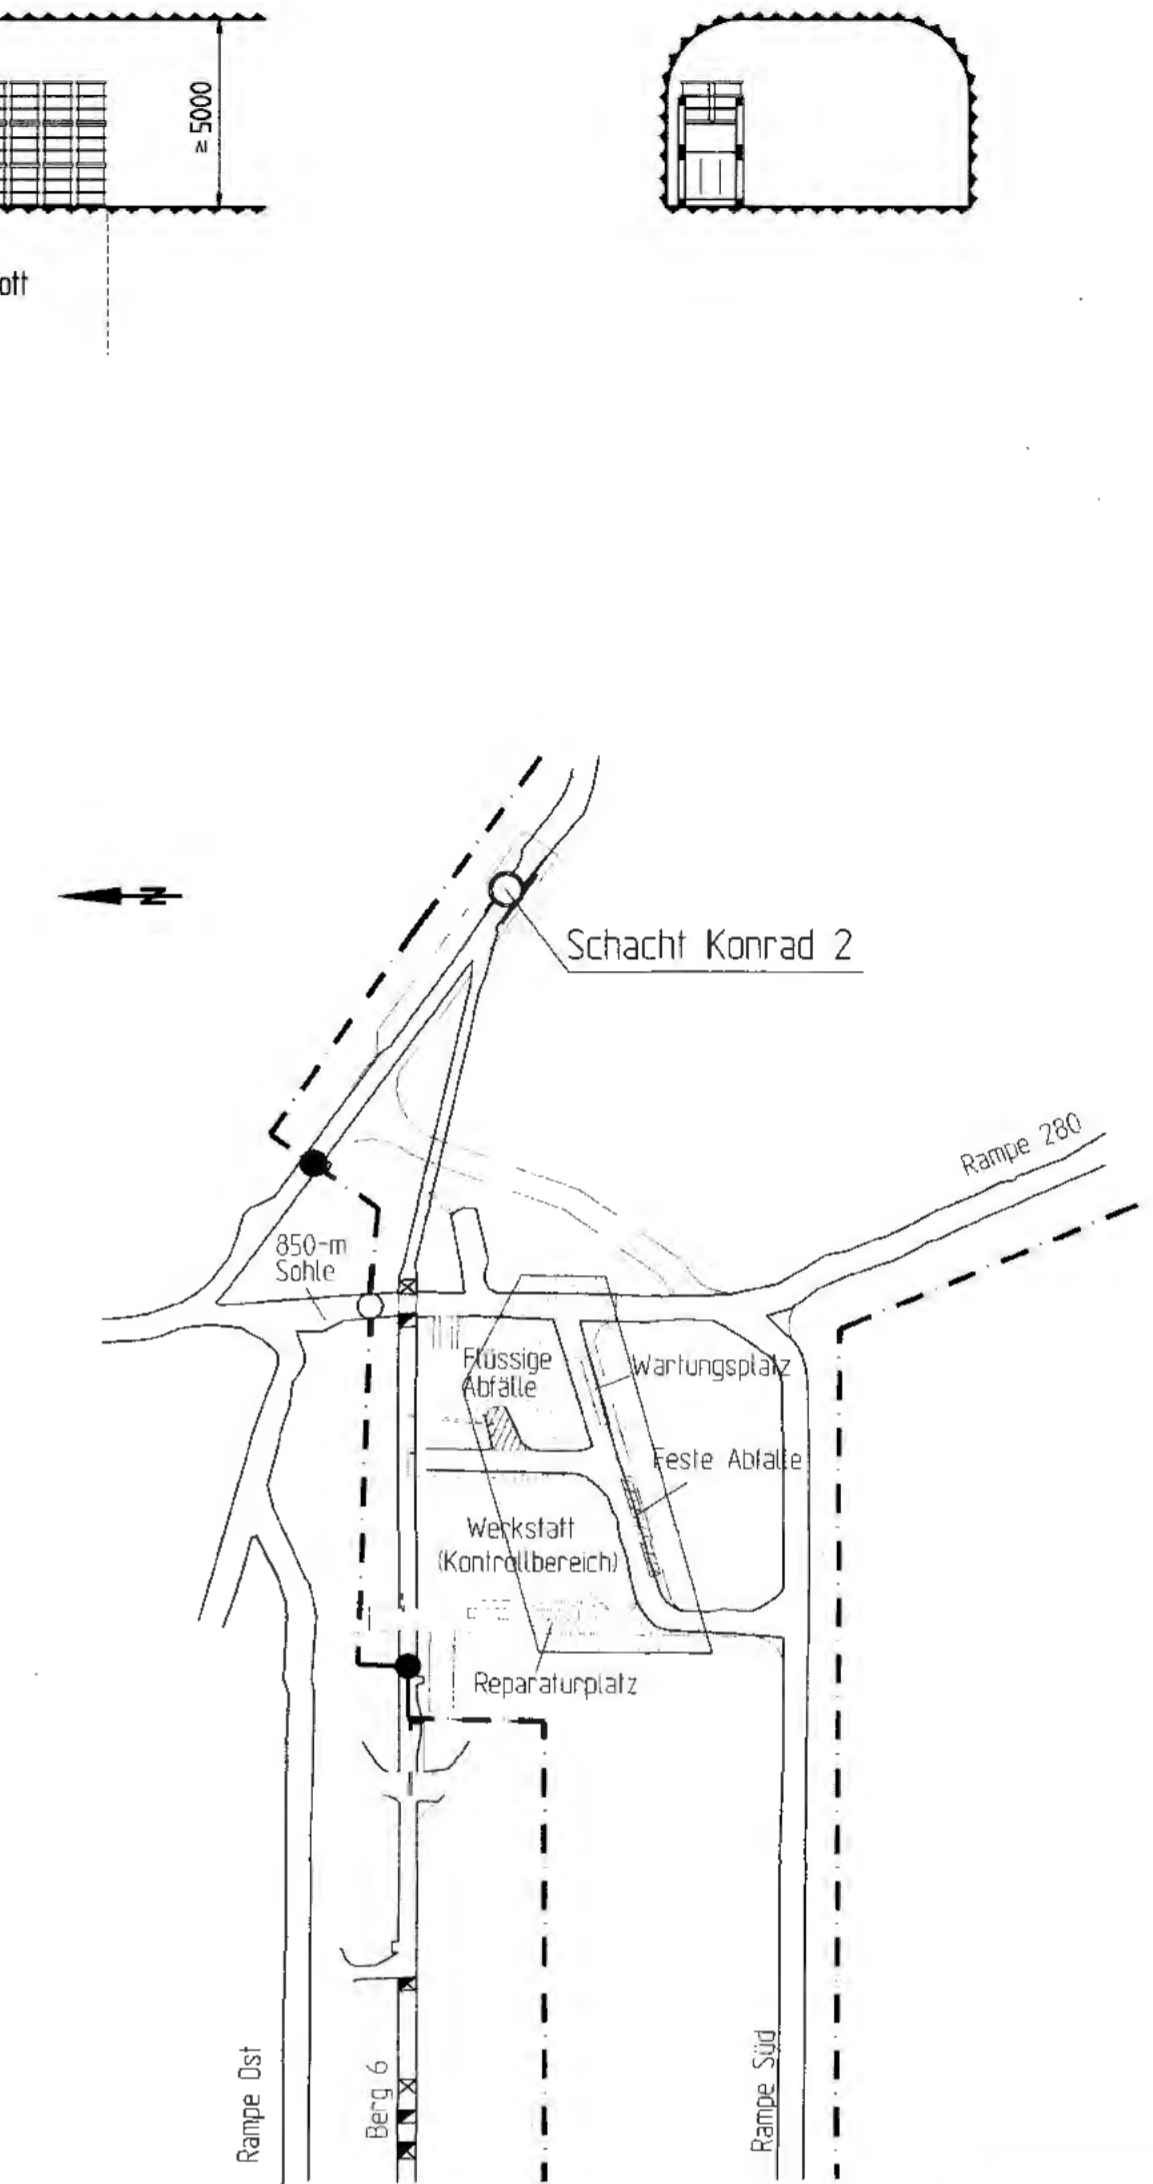 ≥ 5000
ott
N
Schacht Konrad 2
Rampe 280
850-m
Sohle
Flüssige
Abfälle
Wartungsplatz
Feste Abfälle
Werkstatt
(Kontrollbereich)
Reparaturplatz
Rampe Ost
Berg 6
Rampe Süd